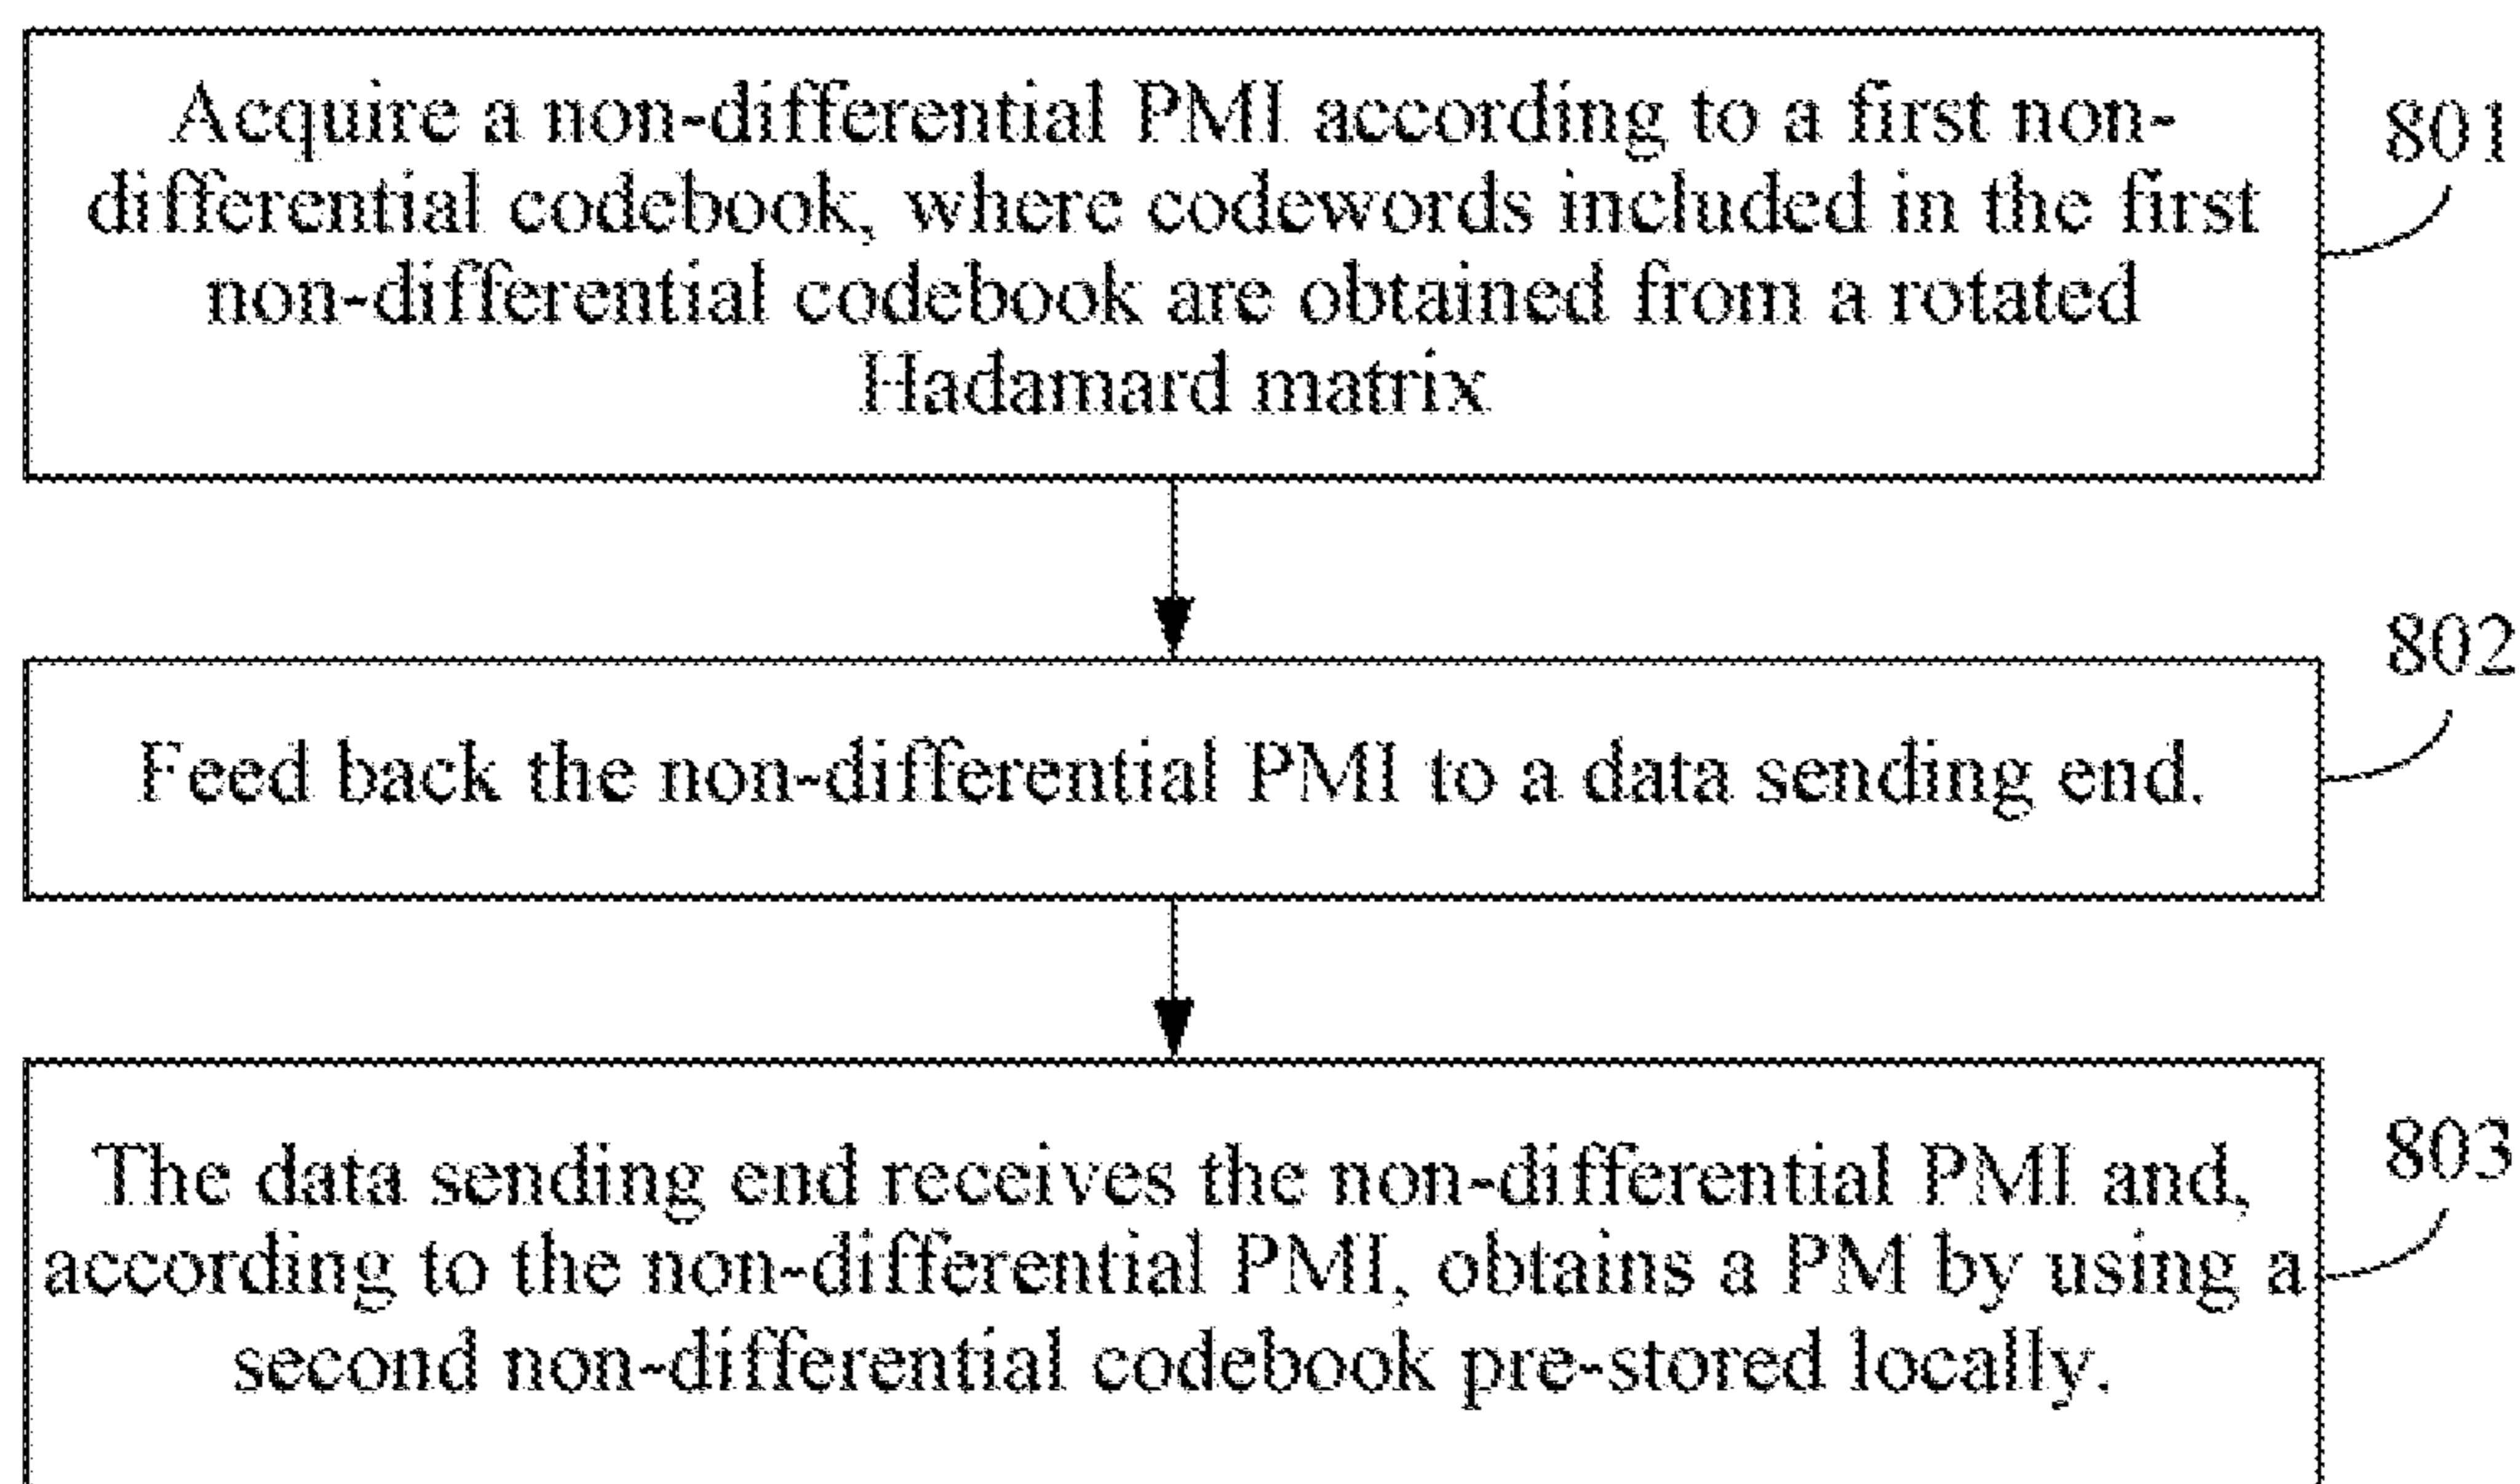 Acquire a non-differential PMI according to a first non-
differential codebook, where codewords included in the first
non-differential codebook are obtained from a rotated
Hadamard matrix
801
Feed back the non-differential PMI to a data sending end.
802
The data sending end receives the non-differential PMI and,
according to the non-differential PMI, obtains a PM by using a
second non-differential codebook pre-stored locally.
803